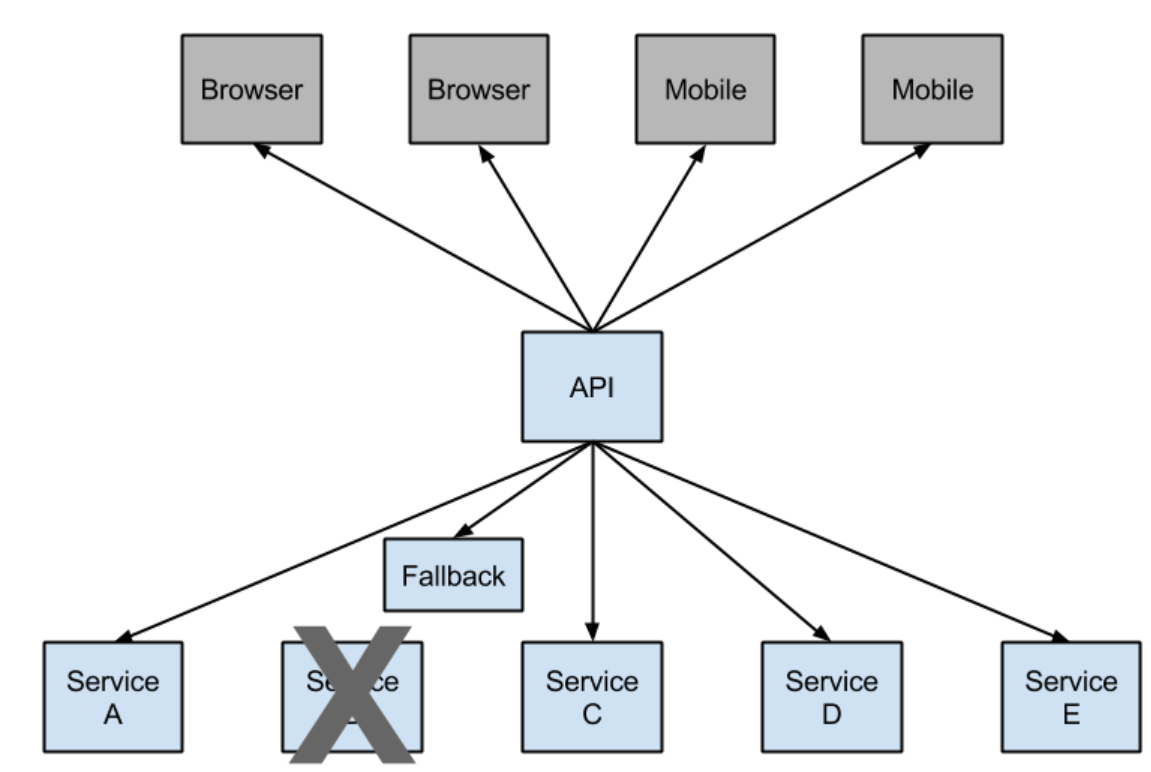 Browser
Browser
Mobile
Mobile
API
Fallback
Service
A
Service
C
Service
D
Service
E